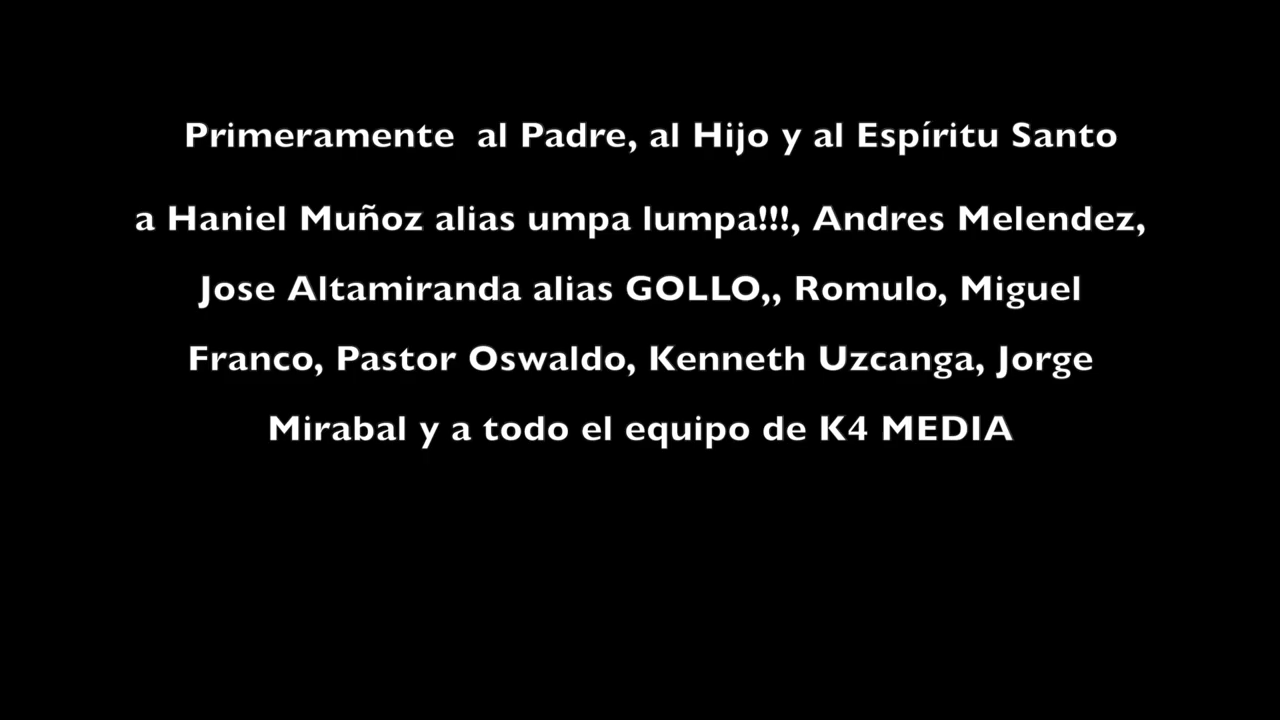 Primeramente  al Padre, al Hijo y al Espíritu Santo
a Haniel Muñoz alias umpa lumpa!!!, Andres Melendez,
Jose Altamiranda alias GOLLO,, Romulo, Miguel
Franco, Pastor Oswaldo, Kenneth Uzcanga, Jorge
Mirabal y a todo el equipo de K4 MEDIA